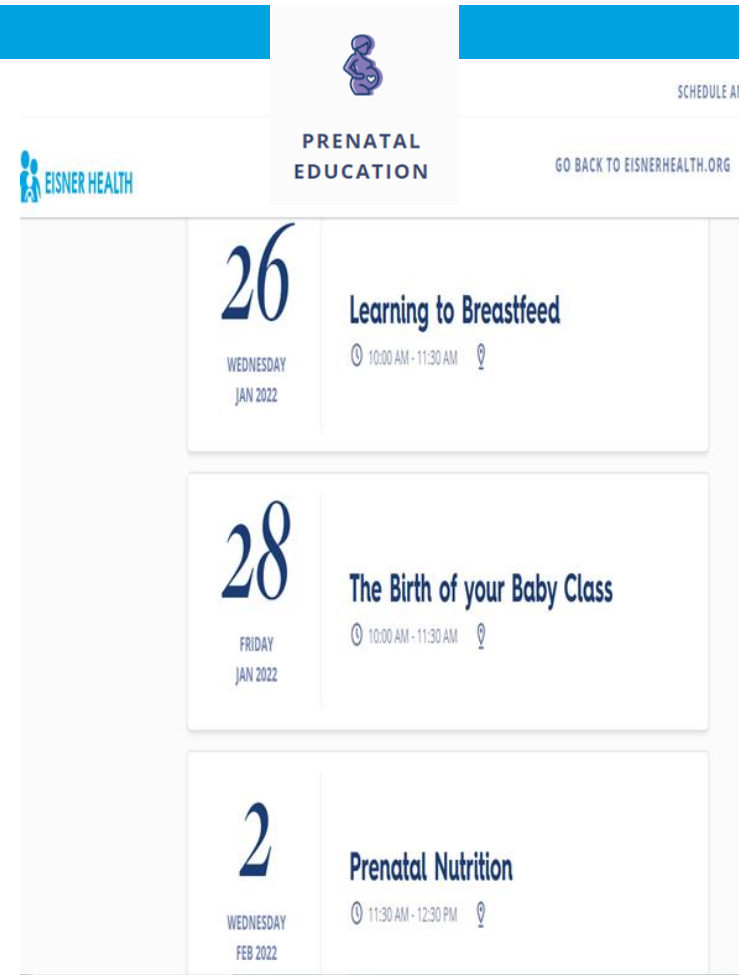 SCHEDULE AN
PRENATAL
EDUCATION
GO BACK TO EISNERHEALTH.ORG
EISNER HEALTH
26
WEDNESDAY
JAN 2022
Learning to Breastfeed
10:00 AM - 11:30 AM
28
FRIDAY
JAN 2022
The Birth of your Baby Class
10:00 AM - 11:30 AM
2
WEDNESDAY
FEB 2022
Prenatal Nutrition
11:30 AM - 12:30 PM